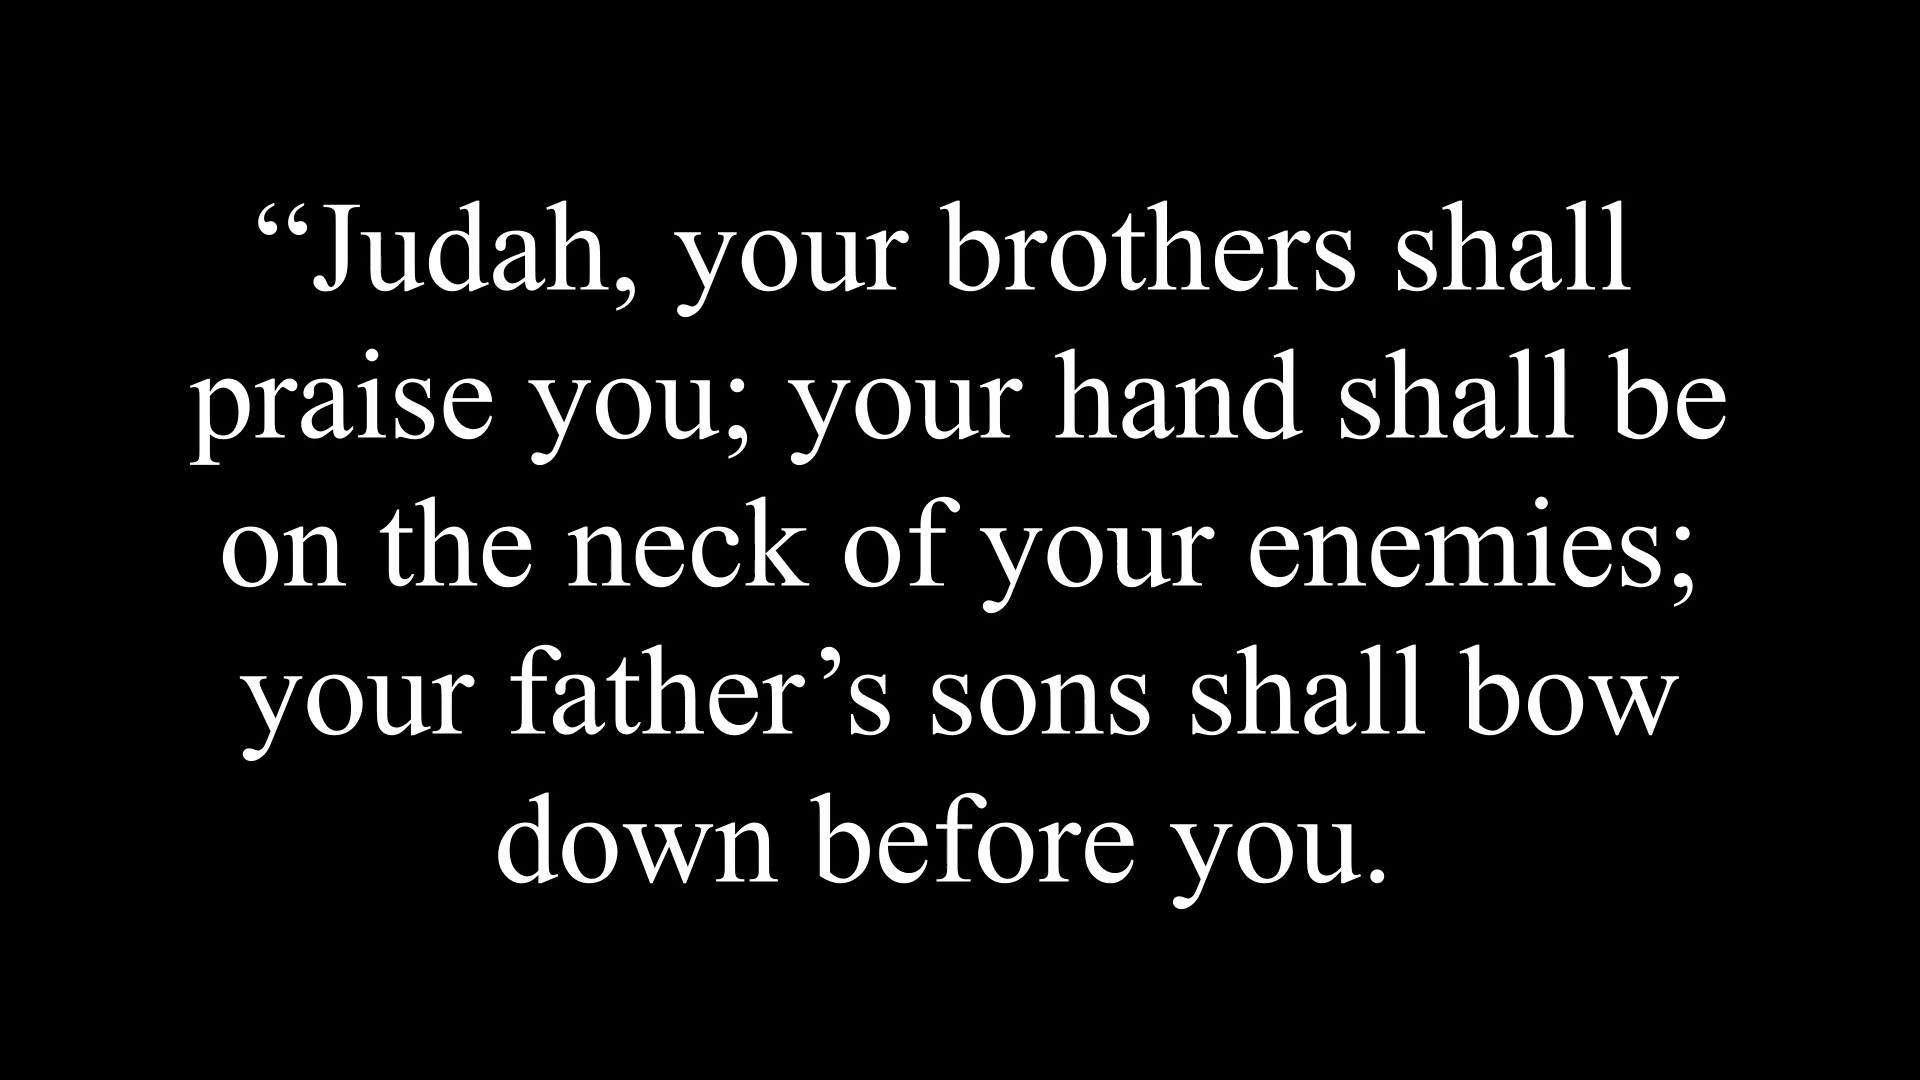 “Judah, your brothers shall
praise you; your hand shall be
on the neck of your enemies;
your father’s sons shall bow
down before you.